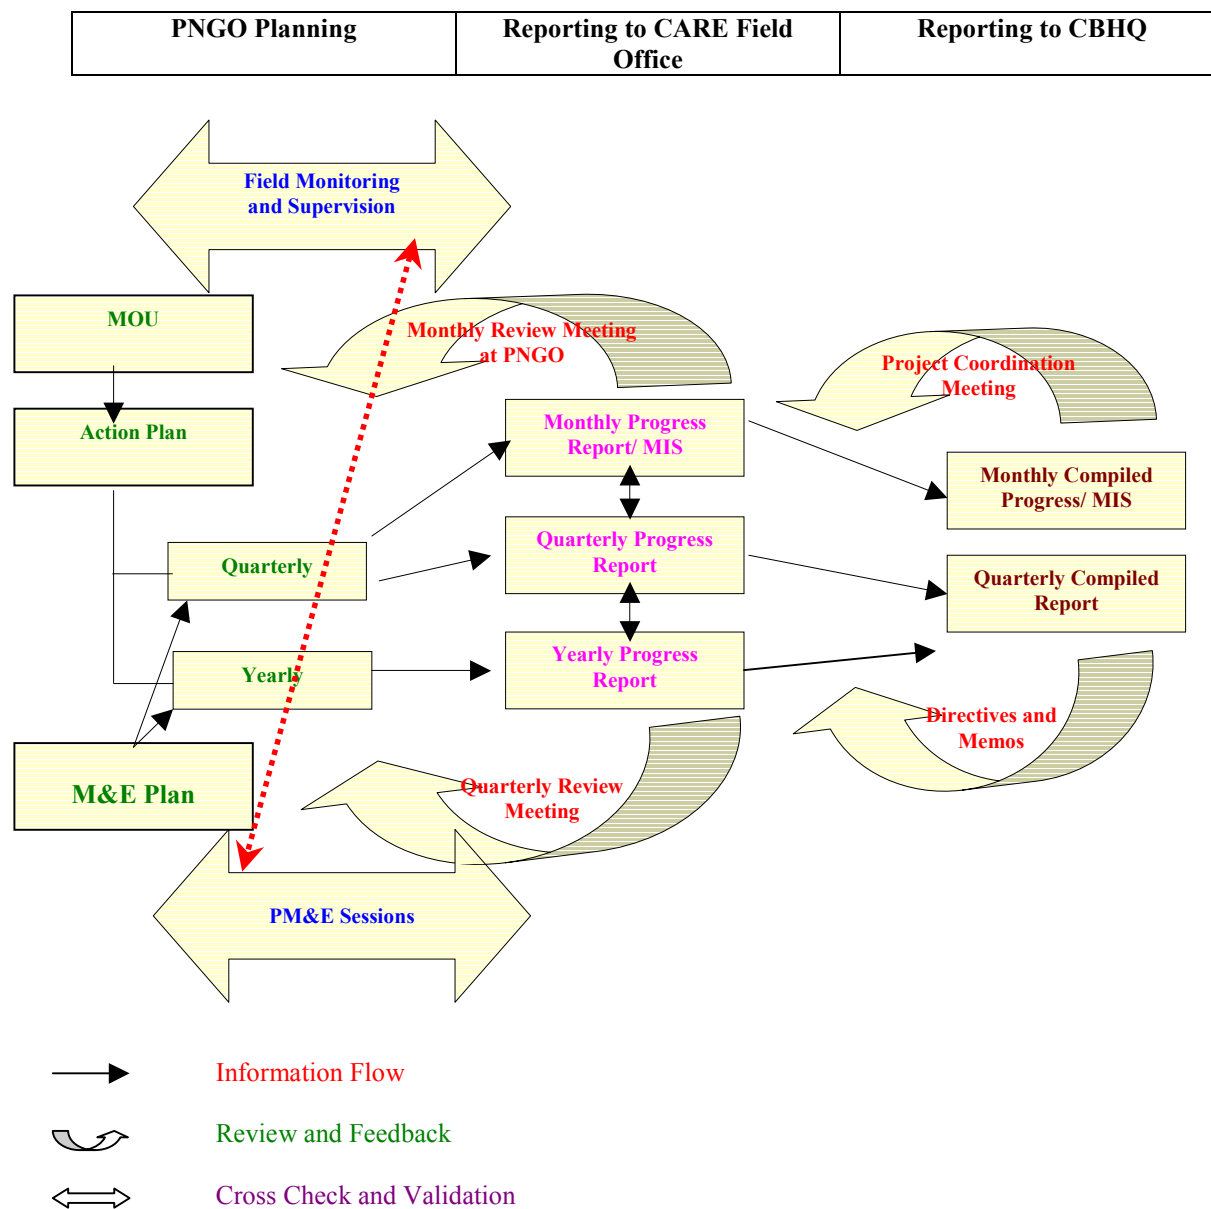 PNGO Planning
Reporting to CARE Field
Office
Reporting to CBHQ
Field Monitoring
and Supervision
MOU
Monthly Review Meeting
at PNGO
Project Coordination
Meeting
Action Plan
Monthly Progress
Report/ MIS
Monthly Compiled
Progress/ MIS
Quarterly
Quarterly Progress
Report
Quarterly Compiled
Report
Yearly
Yearly Progress
Report
Directives and
Memos
M&E Plan
Quarterly Review
Meeting
PM&E Sessions
Information Flow
Review and Feedback
Cross Check and Validation